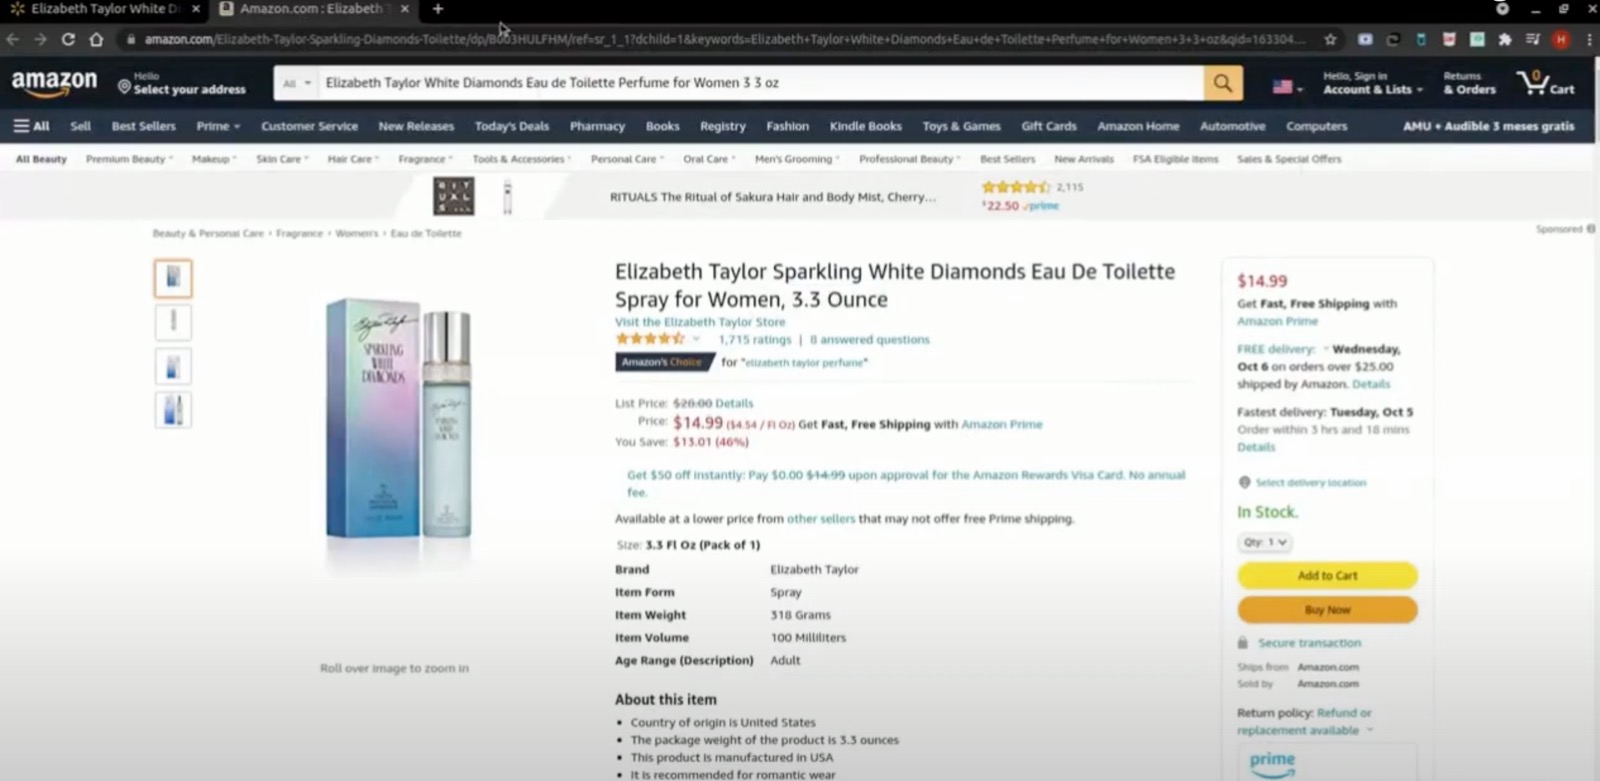 Elizabeth Taylor White D
Amazon.com : Elizabeth T
amazon.com/Elizabeth-Taylor-Sparkling-Diamonds-Toilette/dp/B003HULFHM/ref=sr_1_1?dchild=1&keywords=Elizabeth+Taylor+White+Diamonds+Eau+de+Toilette+Perfume+for+Women+3+3+oz&qid=163304...
H
amazon
Hello
Select your address
All
Elizabeth Taylor White Diamonds Eau de Toilette Perfume for Women 3 3 oz
Hello, Sign in
Account & Lists
Returns
& Orders
0
Cart
All Sell Best Sellers Prime Customer Service New Releases Today's Deals Pharmacy Books Registry Fashion Kindle Books Toys & Games Gift Cards Amazon Home Automotive Computers AMU + Audible 3 meses gratis
All Beauty Premium Beauty Makeup Skin Care Hair Care Fragrance Tools & Accessories Personal Care Oral Care Men's Grooming Professional Beauty Best Sellers New Arrivals FSA Eligible Items Sales & Special Offers
RITUALS
RITUALS The Ritual of Sakura Hair and Body Mist, Cherry...
2,115
$22.50 prime
Sponsored
Beauty & Personal Care › Fragrance › Women's › Eau de Toilette
SPARKLING
WHITE
DIAMONDS
Roll over image to zoom in
Elizabeth Taylor Sparkling White Diamonds Eau De Toilette
Spray for Women, 3.3 Ounce
Visit the Elizabeth Taylor Store
1,715 ratings | 8 answered questions
Amazon's Choice for "elizabeth taylor perfume"
List Price: $28.00 Details
Price: $14.99 ($4.54 / Fl Oz) Get Fast, Free Shipping with Amazon Prime
You Save: $13.01 (46%)
Get $50 off instantly: Pay $0.00 $14.99 upon approval for the Amazon Rewards Visa Card. No annual
fee.
Available at a lower price from other sellers that may not offer free Prime shipping.
Size: 3.3 Fl Oz (Pack of 1)
Brand Elizabeth Taylor
Item Form Spray
Item Weight 318 Grams
Item Volume 100 Milliliters
Age Range (Description) Adult
About this item
• Country of origin is United States
• The package weight of the product is 3.3 ounces
• This product is manufactured in USA
• It is recommended for romantic wear
$14.99
Get Fast, Free Shipping with
Amazon Prime
FREE delivery: Wednesday,
Oct 6 on orders over $25.00
shipped by Amazon. Details
Fastest delivery: Tuesday, Oct 5
Order within 3 hrs and 18 mins
Details
Select delivery location
In Stock.
Qty: 1
Add to Cart
Buy Now
Secure transaction
Ships from Amazon.com
Sold by Amazon.com
Return policy: Refund or
replacement available
prime